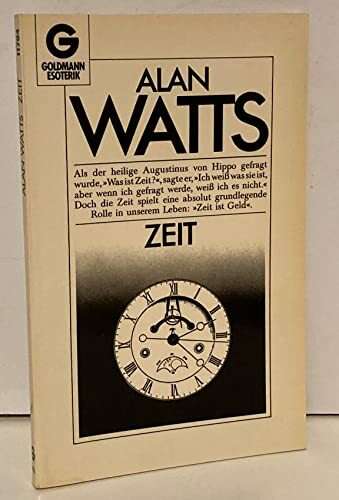 G
GOLDMANN
ESOTERIK
ALAN
WATTS
Als der heilige Augustinus von Hippo gefragt
wurde, »Was ist Zeit?«, sagte er, »Ich weiß was sie ist,
aber wenn ich gefragt werde, weiß ich es nicht.«
Doch die Zeit spielt eine absolut grundlegende
Rolle in unserem Leben: »Zeit ist Geld«.
ZEIT
ALAN WATTS ZEIT 11784